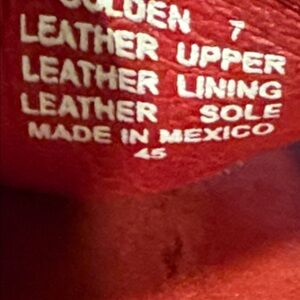 GOLDEN 7
LEATHER UPPER
LEATHER LINING
LEATHER SOLE
MADE IN MEXICO
45